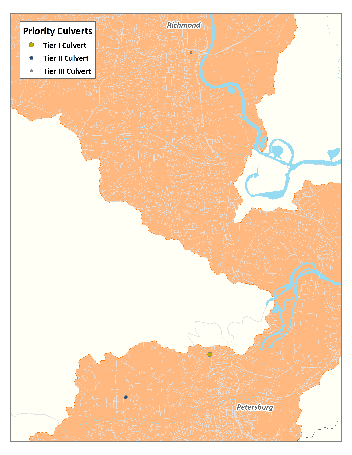 Richmond
Priority Culverts
Tier I Culvert
Tier II Culvert
Tier III Culvert
Petersburg